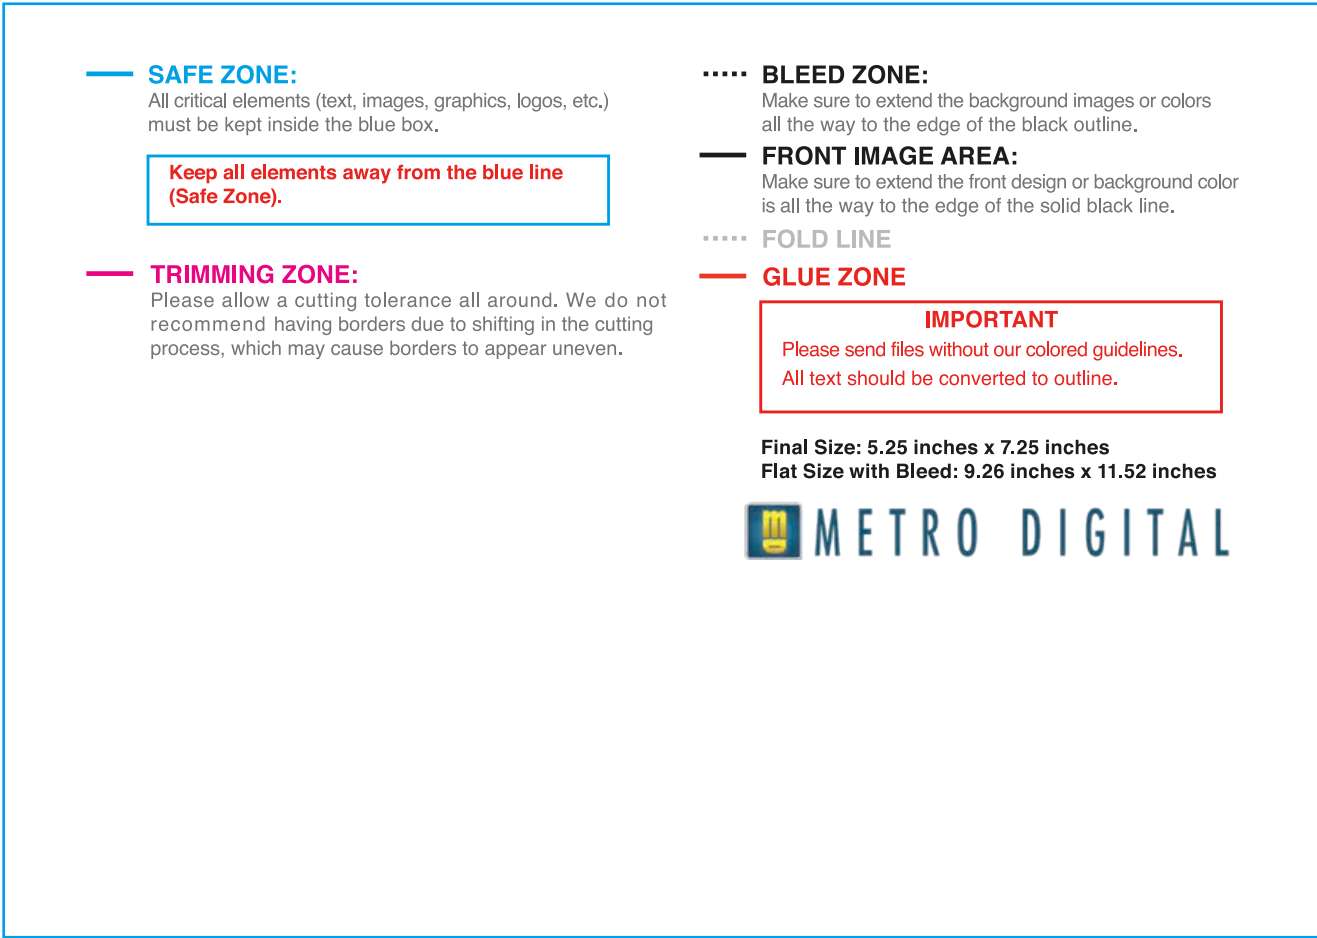 SAFE ZONE:
All critical elements (text, images, graphics, logos, etc.)
must be kept inside the blue box.
Keep all elements away from the blue line
(Safe Zone).
TRIMMING ZONE:
Please allow a cutting tolerance all around. We do not
recommend having borders due to shifting in the cutting
process, which may cause borders to appear uneven.
BLEED ZONE:
Make sure to extend the background images or colors
all the way to the edge of the black outline.
FRONT IMAGE AREA:
Make sure to extend the front design or background color
is all the way to the edge of the solid black line.
FOLD LINE
GLUE ZONE
IMPORTANT
Please send files without our colored guidelines.
All text should be converted to outline.
Final Size: 5.25 inches x 7.25 inches
Flat Size with Bleed: 9.26 inches x 11.52 inches
METRO DIGITAL